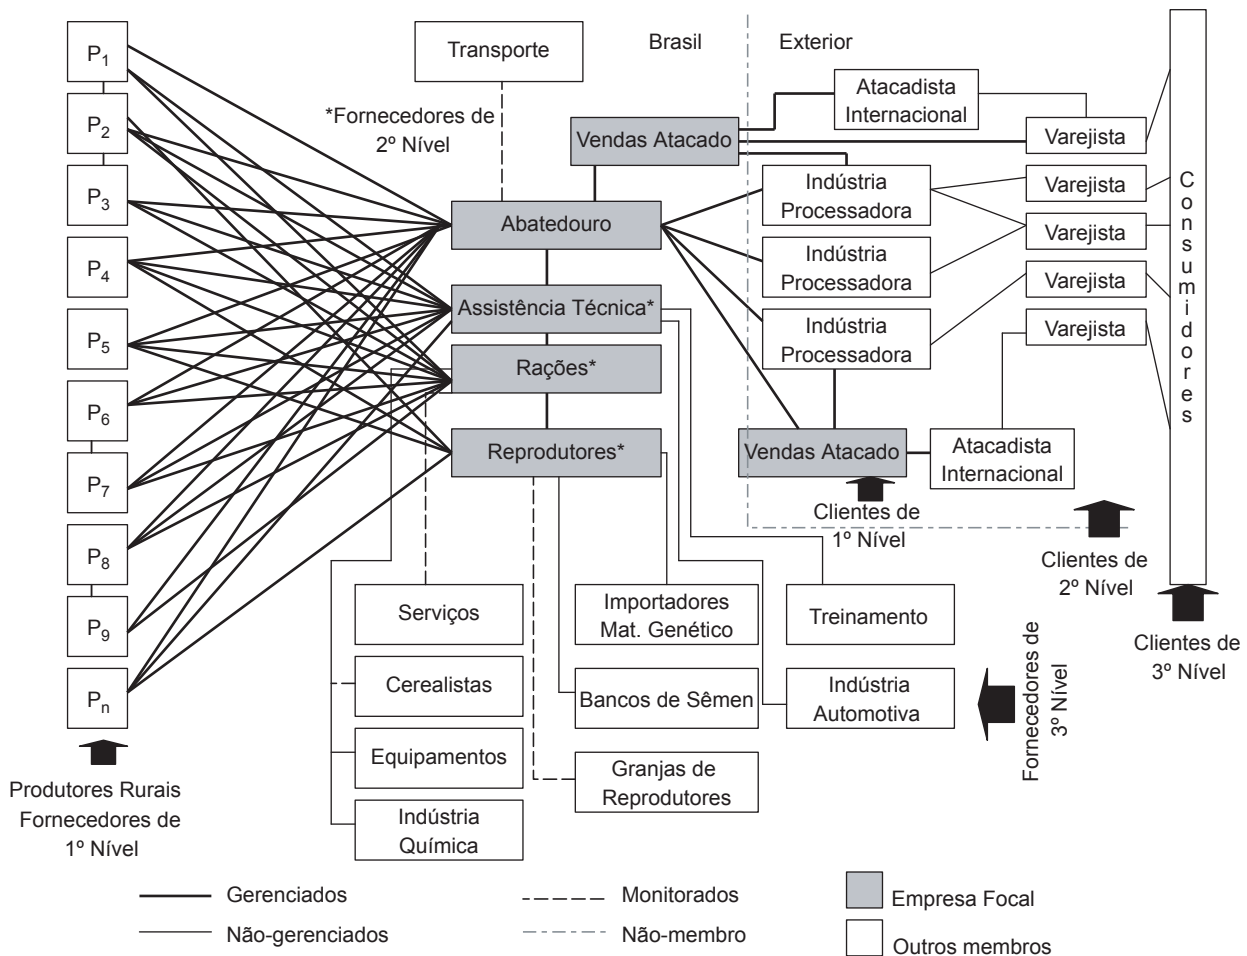 P1
P2
P3
P4
P5
P6
P7
P8
P9
Pn
Produtores Rurais
Fornecedores de
1º Nível
Transporte
*Fornecedores de
2º Nível
Brasil
Exterior
Vendas Atacado
Abatedouro
Assistência Técnica*
Rações*
Reprodutores*
Atacadista
Internacional
Indústria
Processadora
Indústria
Processadora
Indústria
Processadora
Vendas Atacado
Atacadista
Internacional
Varejista
Varejista
Varejista
Varejista
Varejista
Consumidores
Clientes de
1º Nível
Clientes de
2º Nível
Clientes de
3º Nível
Serviços
Cerealistas
Equipamentos
Indústria
Química
Importadores
Mat. Genético
Bancos de Sêmen
Granjas de
Reprodutores
Treinamento
Indústria
Automotiva
Fornecedores de
3º Nível
Gerenciados
Não-gerenciados
Monitorados
Não-membro
Empresa Focal
Outros membros